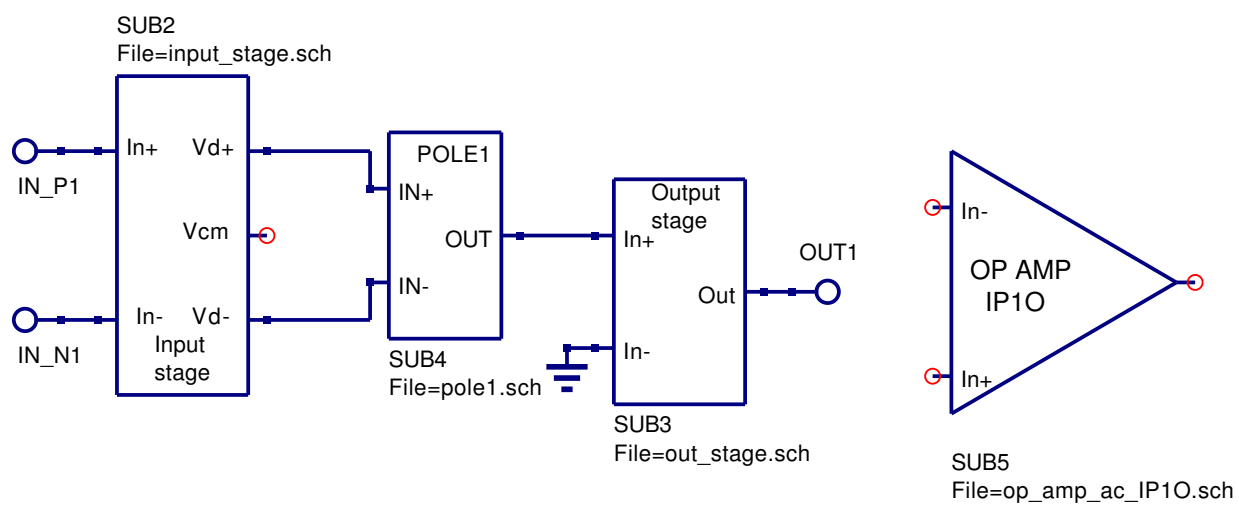 SUB2
File=input_stage.sch
In+
Vd+
IN_P1
Vcm
In-
Vd-
IN_N1
Input
stage
POLE1
IN+
OUT
IN-
SUB4
File=pole1.sch
Output
stage
In+
Out
In-
SUB3
File=out_stage.sch
OUT1
In-
OP AMP
IP1O
In+
SUB5
File=op_amp_ac_IP1O.sch